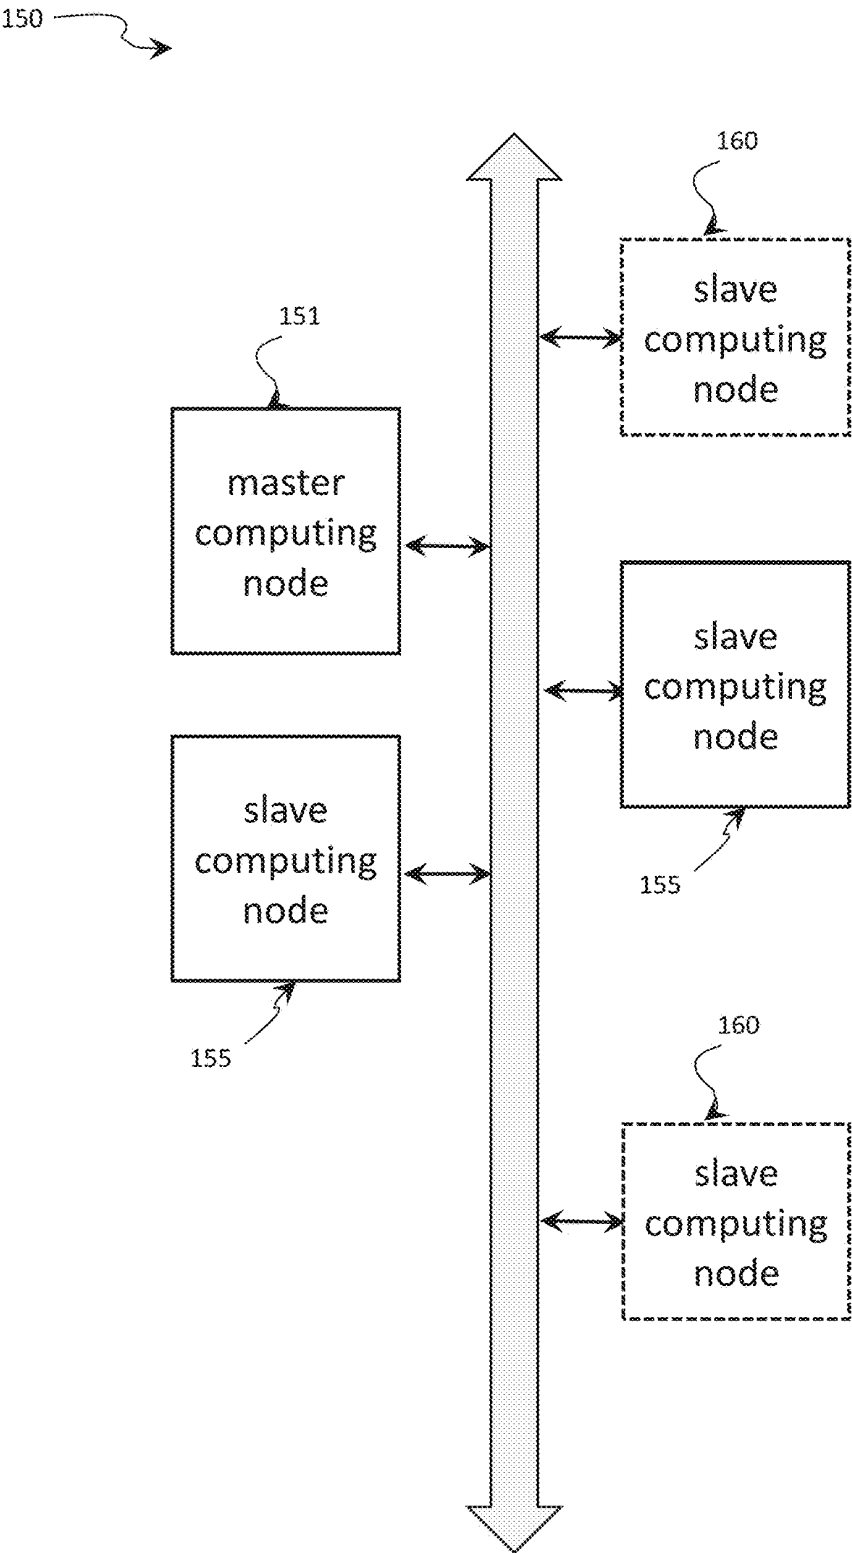 150
160
slave
computing
node
151
master
computing
node
slave
computing
node
155
slave
computing
node
155
160
slave
computing
node